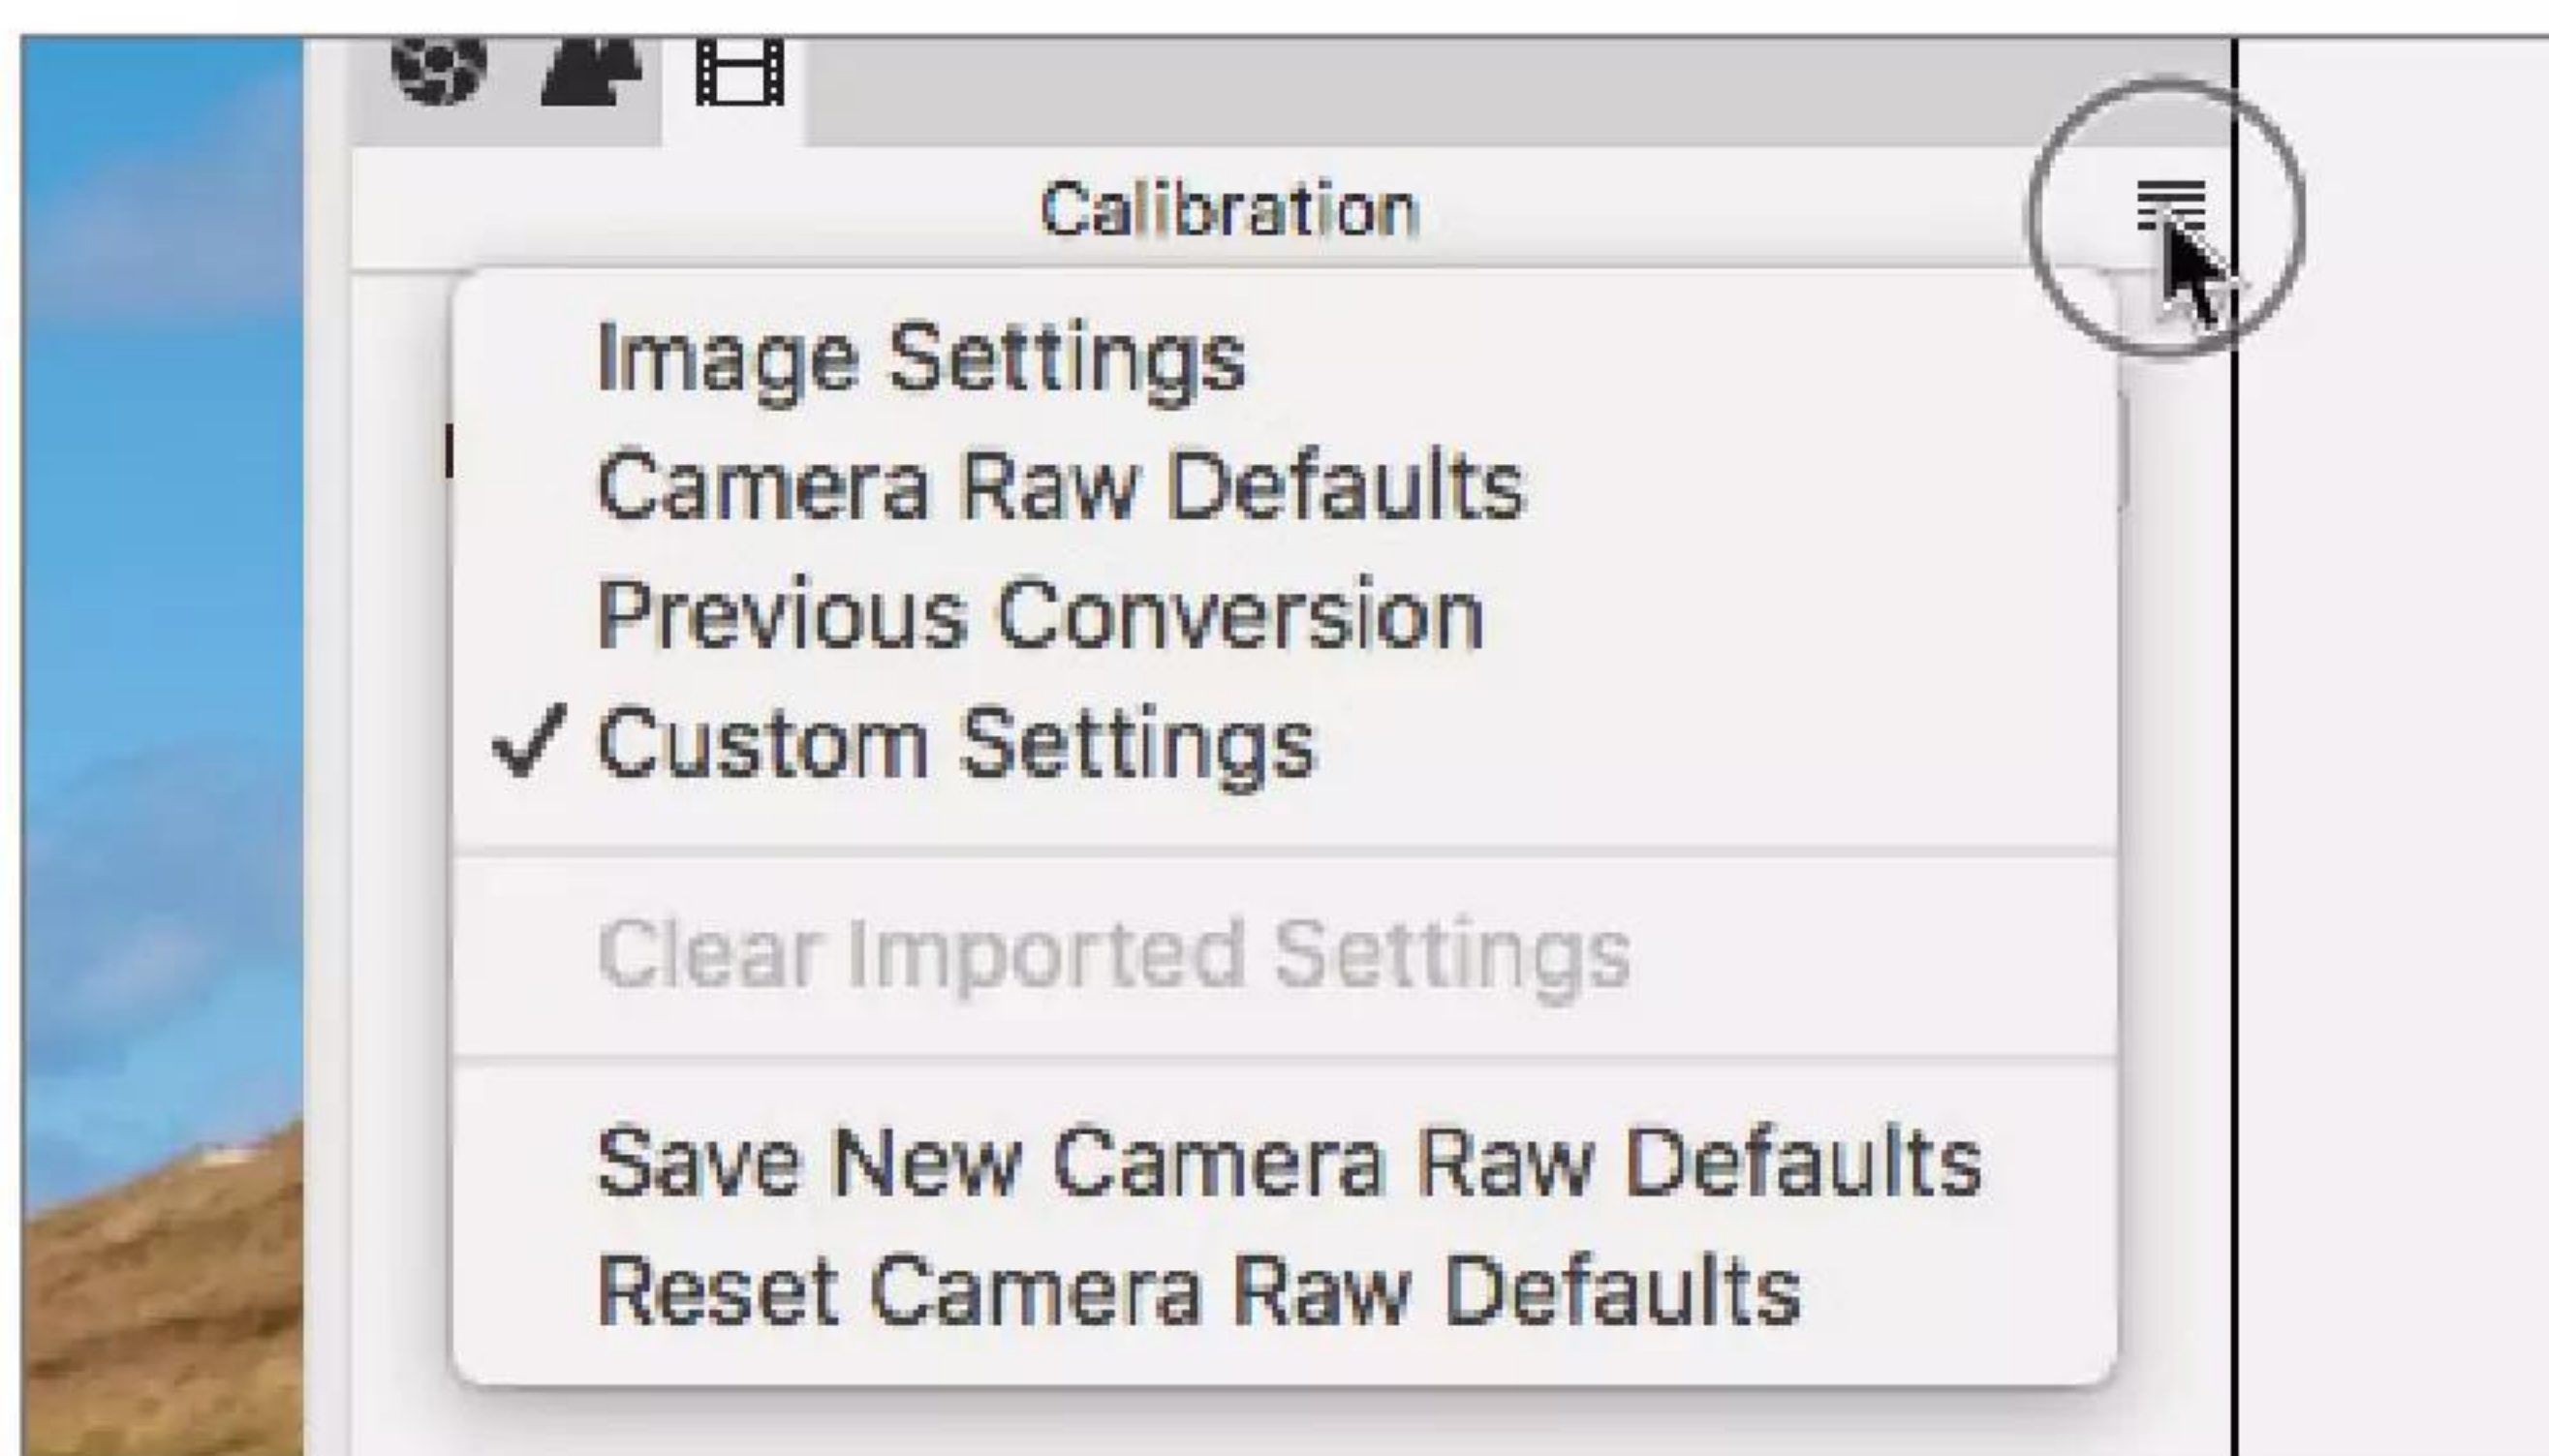 Calibration
Image Settings
Camera Raw Defaults
Previous Conversion
✓ Custom Settings
Clear Imported Settings
Save New Camera Raw Defaults
Reset Camera Raw Defaults